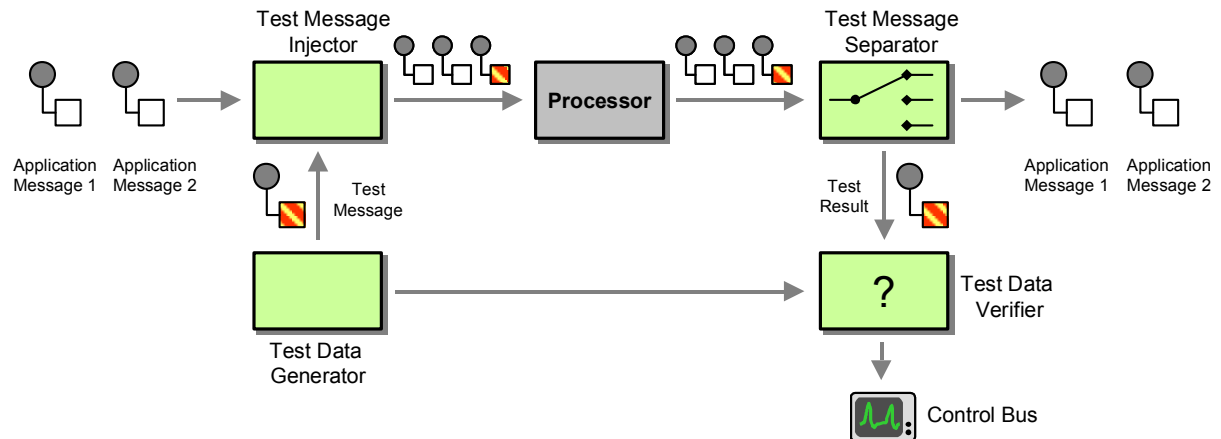 Test Message
Injector
Test Message
Separator
Processor
Application
Message 1
Application
Message 2
Application
Message 1
Application
Message 2
Test
Message
Test
Result
?
Test Data
Verifier
Test Data
Generator
Control Bus